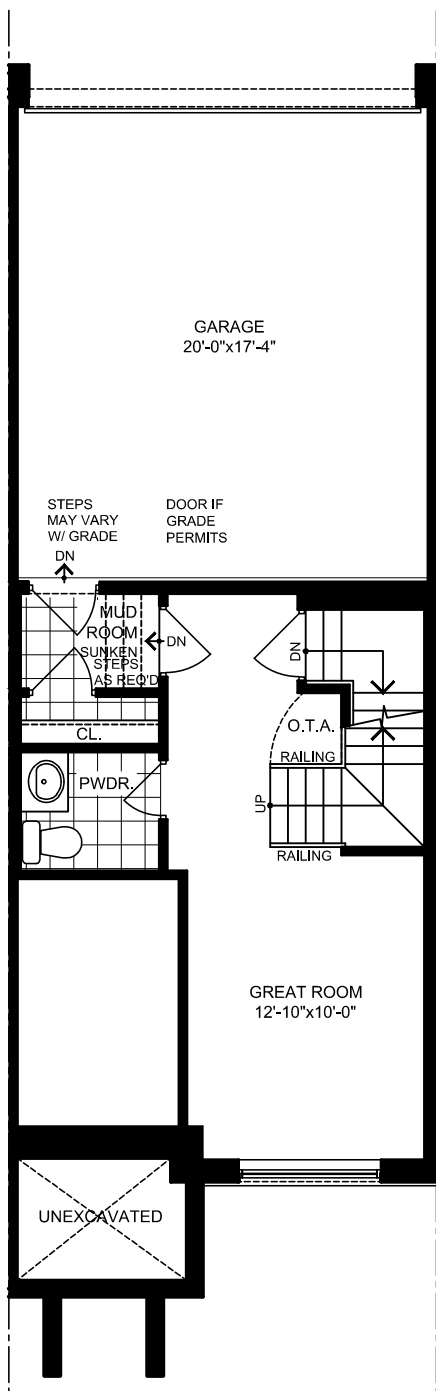 GARAGE
20'-0"x17'-4"
STEPS
MAY VARY
W/ GRADE
DOOR IF
GRADE
PERMITS
DN
MUD
ROOM
SUNKEN
STEPS
AS REQ'D
DN
DN
CL.
O.T.A.
RAILING
PWDR.
UP
RAILING
GREAT ROOM
12'-10"x10'-0"
UNEXCAVATED